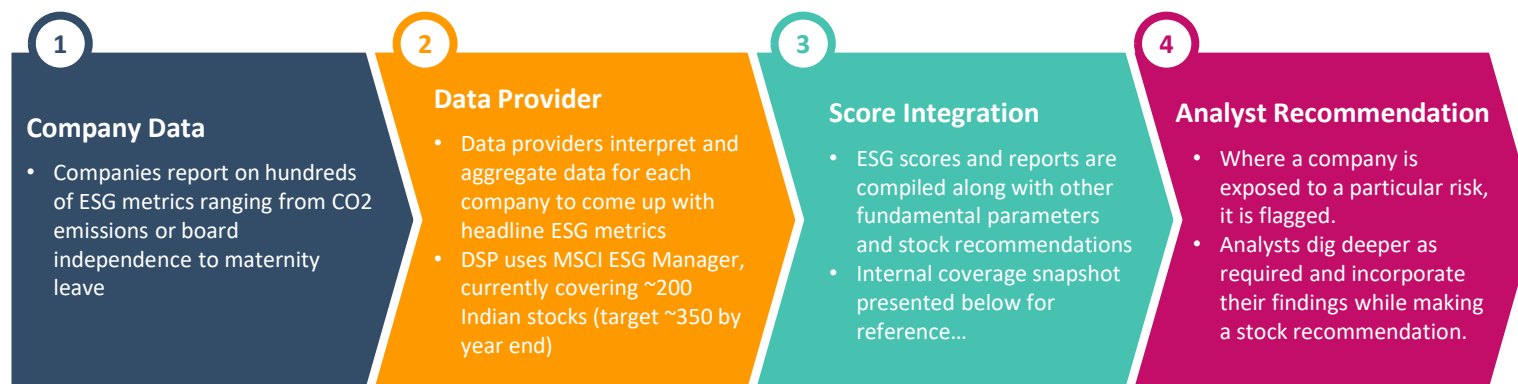 1
Company Data
• Companies report on hundreds
of ESG metrics ranging from CO2
emissions or board
independence to maternity
leave
2
Data Provider
• Data providers interpret and
aggregate data for each
company to come up with
headline ESG metrics
• DSP uses MSCI ESG Manager,
currently covering ~200
Indian stocks (target ~350 by
year end)
3
Score Integration
• ESG scores and reports are
compiled along with other
fundamental parameters
and stock recommendations
• Internal coverage snapshot
presented below for
reference...
4
Analyst Recommendation
• Where a company is
exposed to a particular risk,
it is flagged.
• Analysts dig deeper as
required and incorporate
their findings while making
a stock recommendation.